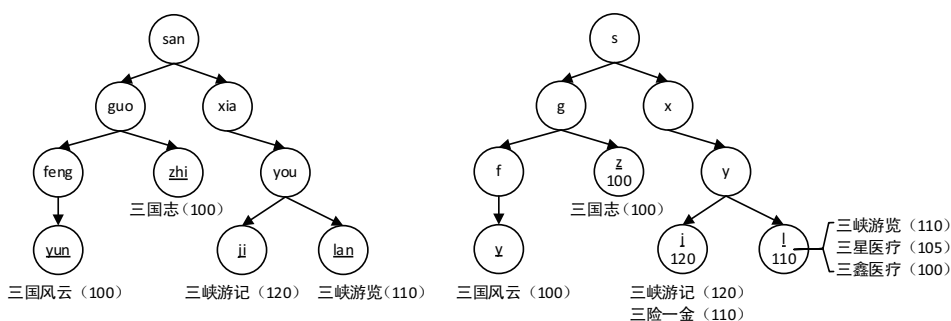 san
s
guo
xia
g
x
feng
zhi
you
f
z
100
y
三国志（100）
三国志（100）
yun
ji
lan
y
j
120
l
110
三峡游览（110）
三星医疗（105）
三鑫医疗（100）
三国风云（100）
三峡游记（120）
三峡游览（110）
三国风云（100）
三峡游记（120）
三险一金（110）